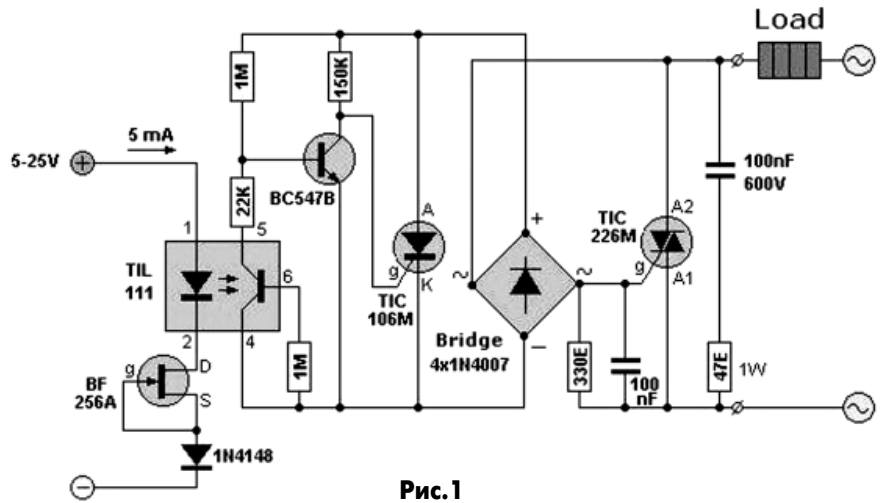 Load
1M
150K
5 mA
5-25V
+
BC547B
22K
1
5
TIL
111
6
2
4
1M
A
g
K
TIC
106M
+
~
~
−
Bridge
4x1N4007
TIC
226M
A2
g
A1
100nF
600V
330E
100
nF
47E
1W
BF
256A
g
D
S
1N4148
−
Рис.1